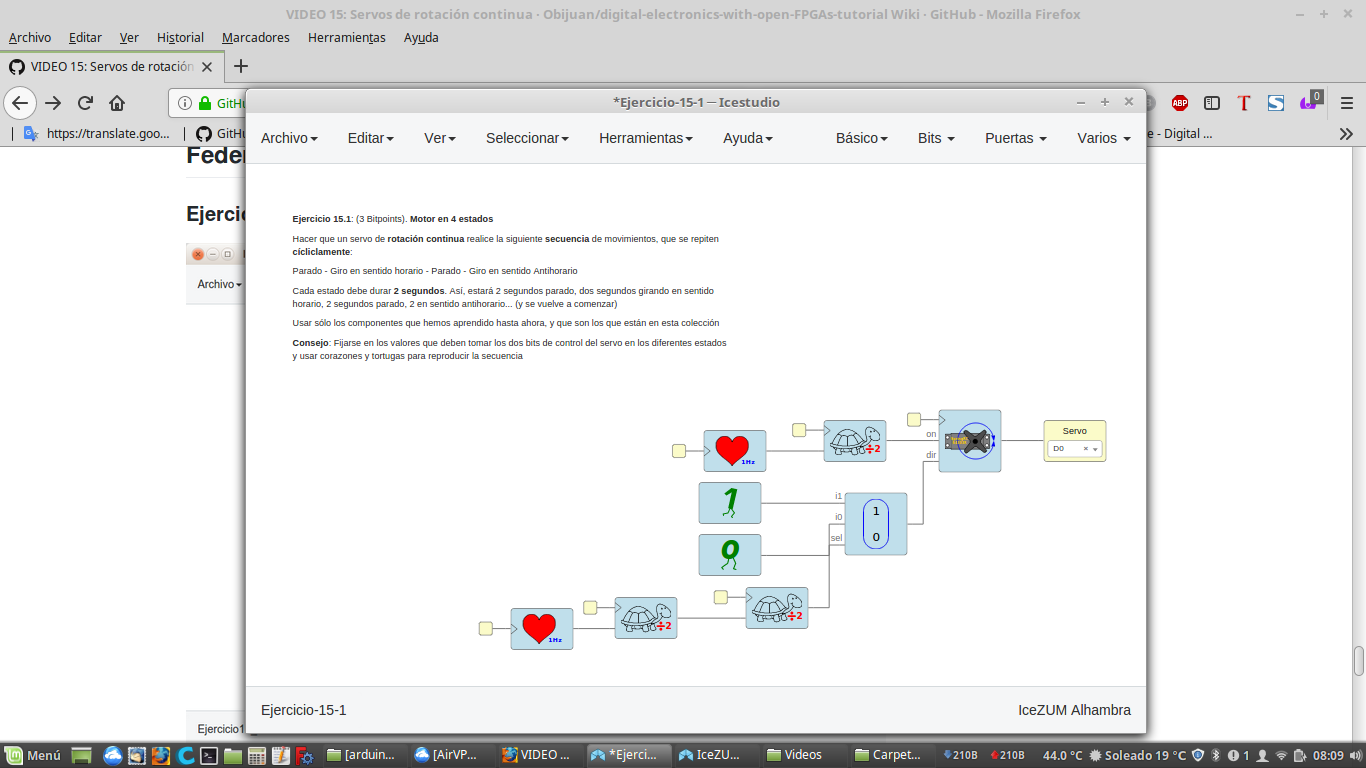 VIDEO 15: Servos de rotación continua · Obijuan/digital-electronics-with-open-FPGAs-tutorial Wiki · GitHub - Mozilla Firefox
Archivo Editar Ver Historial Marcadores Herramientas Ayuda
VIDEO 15: Servos de rotación
GitHu
ABP
T
S
0
https://translate.goo...
GitHu
e - Digital ...
Feder
Ejercic
Archivo
Ejercicio1
*Ejercicio-15-1 — Icestudio
Archivo Editar Ver Seleccionar Herramientas Ayuda Básico Bits Puertas Varios
Ejercicio 15.1: (3 Bitpoints). Motor en 4 estados
Hacer que un servo de rotación continua realice la siguiente secuencia de movimientos, que se repiten
cícliclamente:
Parado - Giro en sentido horario - Parado - Giro en sentido Antihorario
Cada estado debe durar 2 segundos. Así, estará 2 segundos parado, dos segundos girando en sentido
horario, 2 segundos parado, 2 en sentido antihorario... (y se vuelve a comenzar)
Usar sólo los componentes que hemos aprendido hasta ahora, y que son los que están en esta colección
Consejo: Fijarse en los valores que deben tomar los dos bits de control del servo en los diferentes estados
y usar corazones y tortugas para reproducir la secuencia
1Hz
÷2
on
dir
Servo
D0
1
i1
i0
sel
1
0
0
1Hz
÷2
÷2
Ejercicio-15-1
IceZUM Alhambra
Menú
[arduin...
[AirVP...
VIDEO ...
*Ejerci...
IceZU...
Videos
Carpet...
210B
210B
44.0 °C
Soleado 19 °C
1
08:09